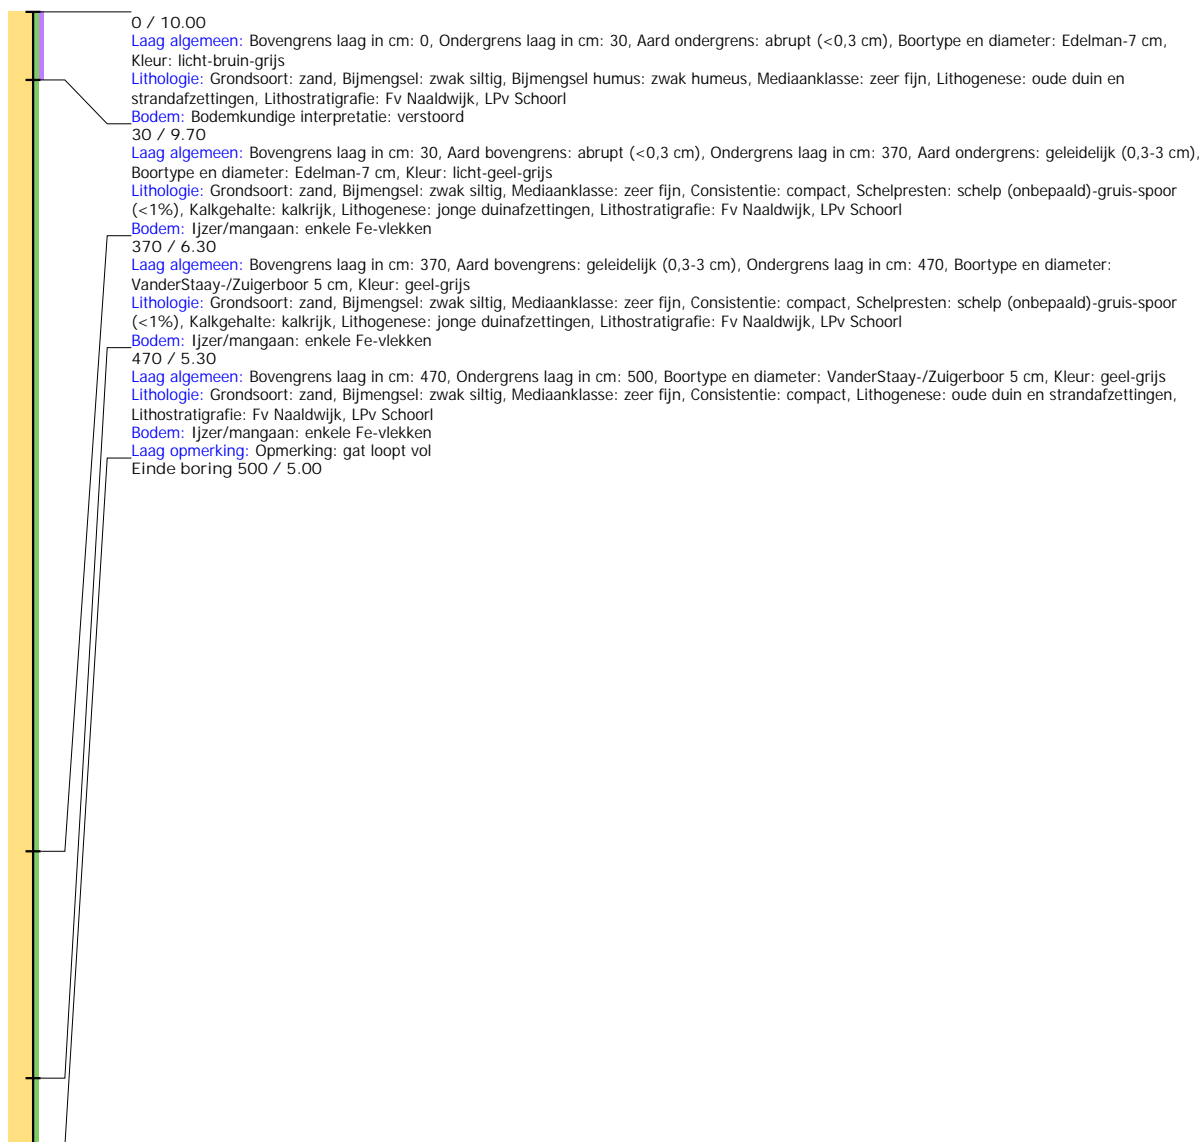 0 / 10.00
Laag algemeen: Bovengrens laag in cm: 0, Ondergrens laag in cm: 30, Aard ondergrens: abrupt (<0,3 cm), Boortype en diameter: Edelman-7 cm,
Kleur: licht-bruin-grijs
Lithologie: Grondsoort: zand, Bijmengsel: zwak siltig, Bijmengsel humus: zwak humeus, Mediaanklasse: zeer fijn, Lithogenese: oude duin en
strandafzettingen, Lithostratigrafie: Fv Naaldwijk, LPv Schoorl
Bodem: Bodemkundige interpretatie: verstoord
30 / 9.70
Laag algemeen: Bovengrens laag in cm: 30, Aard bovengrens: abrupt (<0,3 cm), Ondergrens laag in cm: 370, Aard ondergrens: geleidelijk (0,3-3 cm),
Boortype en diameter: Edelman-7 cm, Kleur: licht-geel-grijs
Lithologie: Grondsoort: zand, Bijmengsel: zwak siltig, Mediaanklasse: zeer fijn, Consistentie: compact, Schelpresten: schelp (onbepaald)-gruis-spoor
(<1%), Kalkgehalte: kalkrijk, Lithogenese: jonge duinafzettingen, Lithostratigrafie: Fv Naaldwijk, LPv Schoorl
Bodem: Ijzer/mangaan: enkele Fe-vlekken
370 / 6.30
Laag algemeen: Bovengrens laag in cm: 370, Aard bovengrens: geleidelijk (0,3-3 cm), Ondergrens laag in cm: 470, Boortype en diameter:
VanderStaay-/Zuigerboor 5 cm, Kleur: geel-grijs
Lithologie: Grondsoort: zand, Bijmengsel: zwak siltig, Mediaanklasse: zeer fijn, Consistentie: compact, Schelpresten: schelp (onbepaald)-gruis-spoor
(<1%), Kalkgehalte: kalkrijk, Lithogenese: jonge duinafzettingen, Lithostratigrafie: Fv Naaldwijk, LPv Schoorl
Bodem: Ijzer/mangaan: enkele Fe-vlekken
470 / 5.30
Laag algemeen: Bovengrens laag in cm: 470, Ondergrens laag in cm: 500, Boortype en diameter: VanderStaay-/Zuigerboor 5 cm, Kleur: geel-grijs
Lithologie: Grondsoort: zand, Bijmengsel: zwak siltig, Mediaanklasse: zeer fijn, Consistentie: compact, Lithogenese: oude duin en strandafzettingen,
Lithostratigrafie: Fv Naaldwijk, LPv Schoorl
Bodem: Ijzer/mangaan: enkele Fe-vlekken
Laag opmerking: Opmerking: gat loopt vol
Einde boring 500 / 5.00